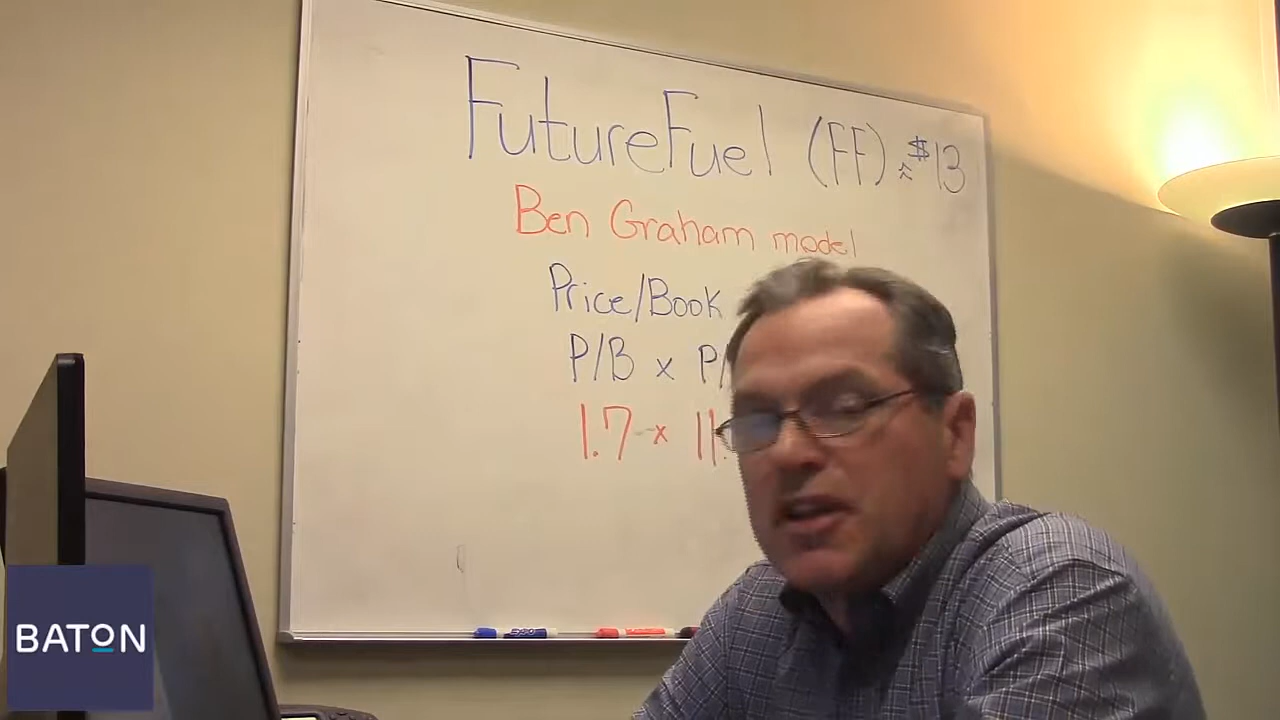 FutureFuel (FF) ≈ $13
Ben Graham model
Price/Book
P/B x P/
1.7 x 11.
BATON